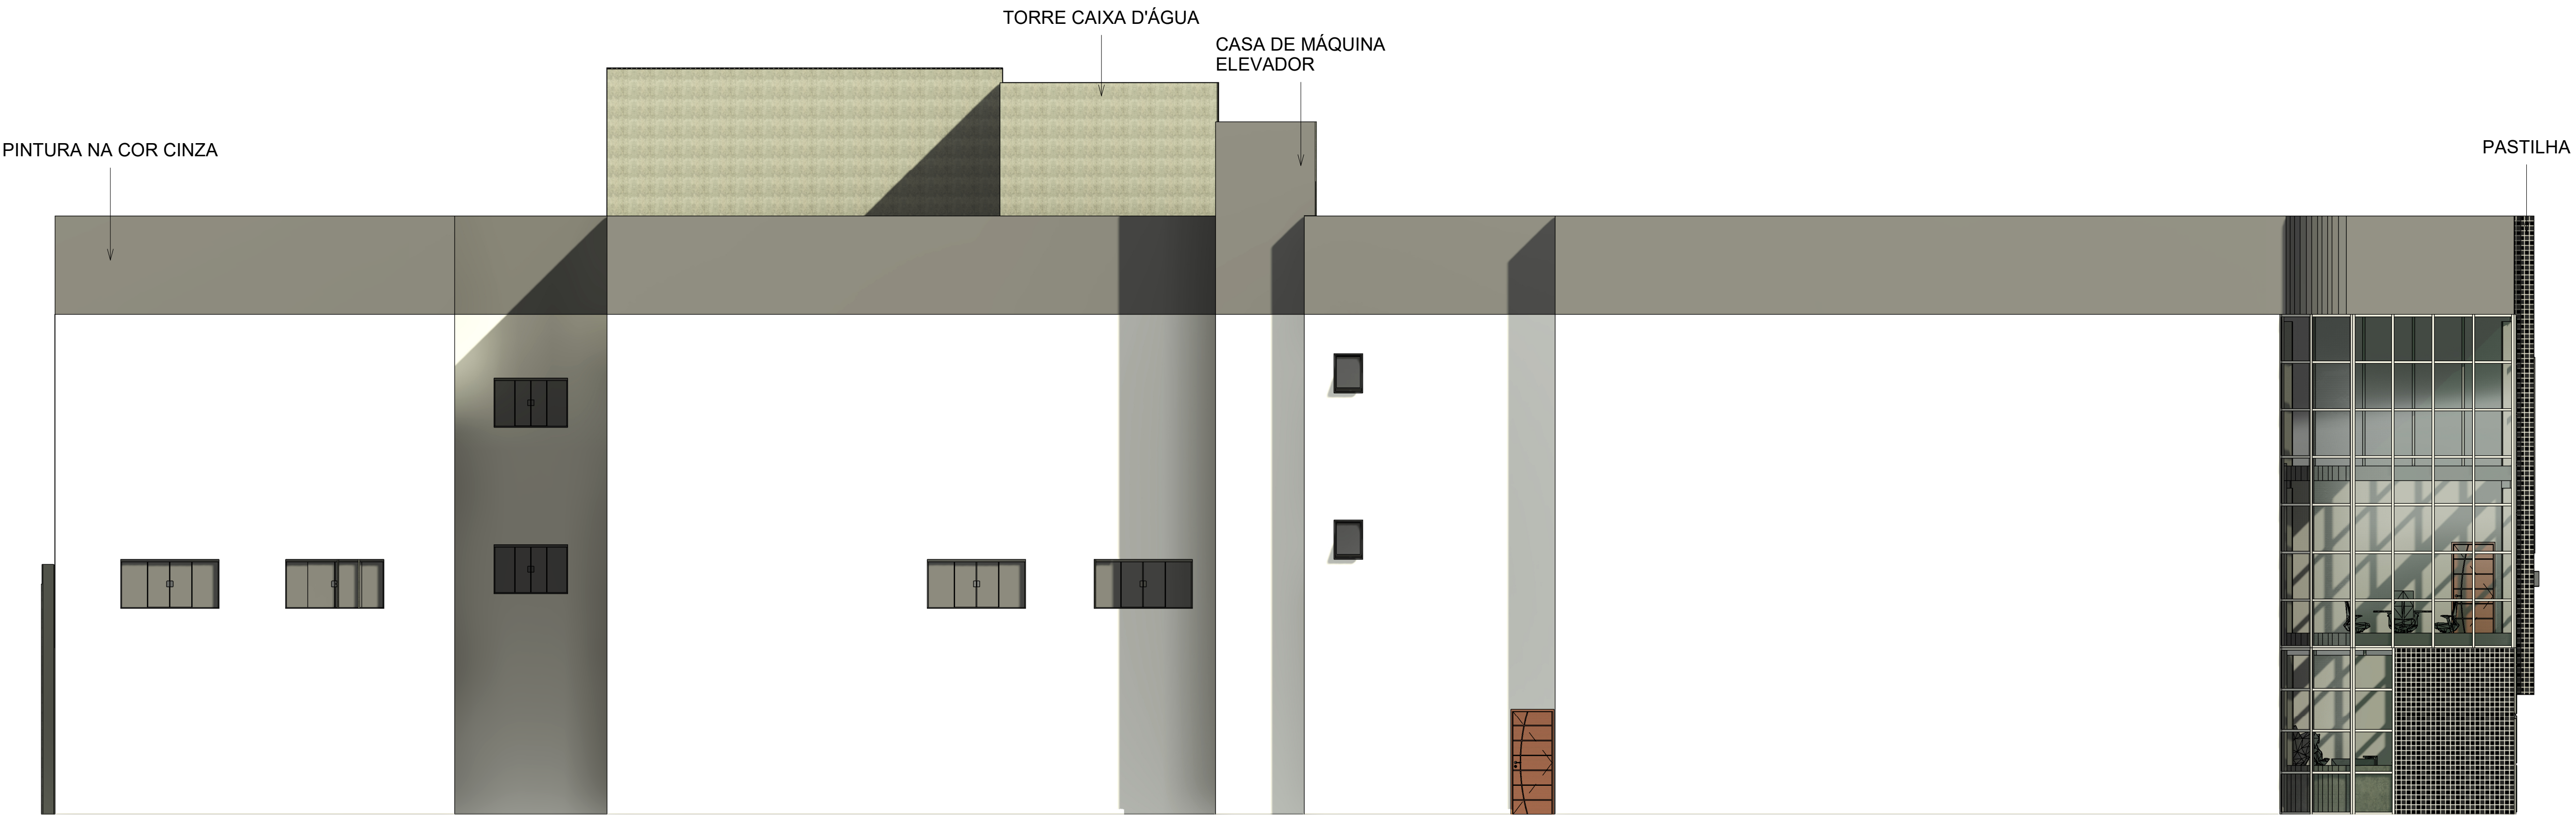 TORRE CAIXA D'ÁGUA
CASA DE MÁQUINA
ELEVADOR
PINTURA NA COR CINZA
PASTILHA